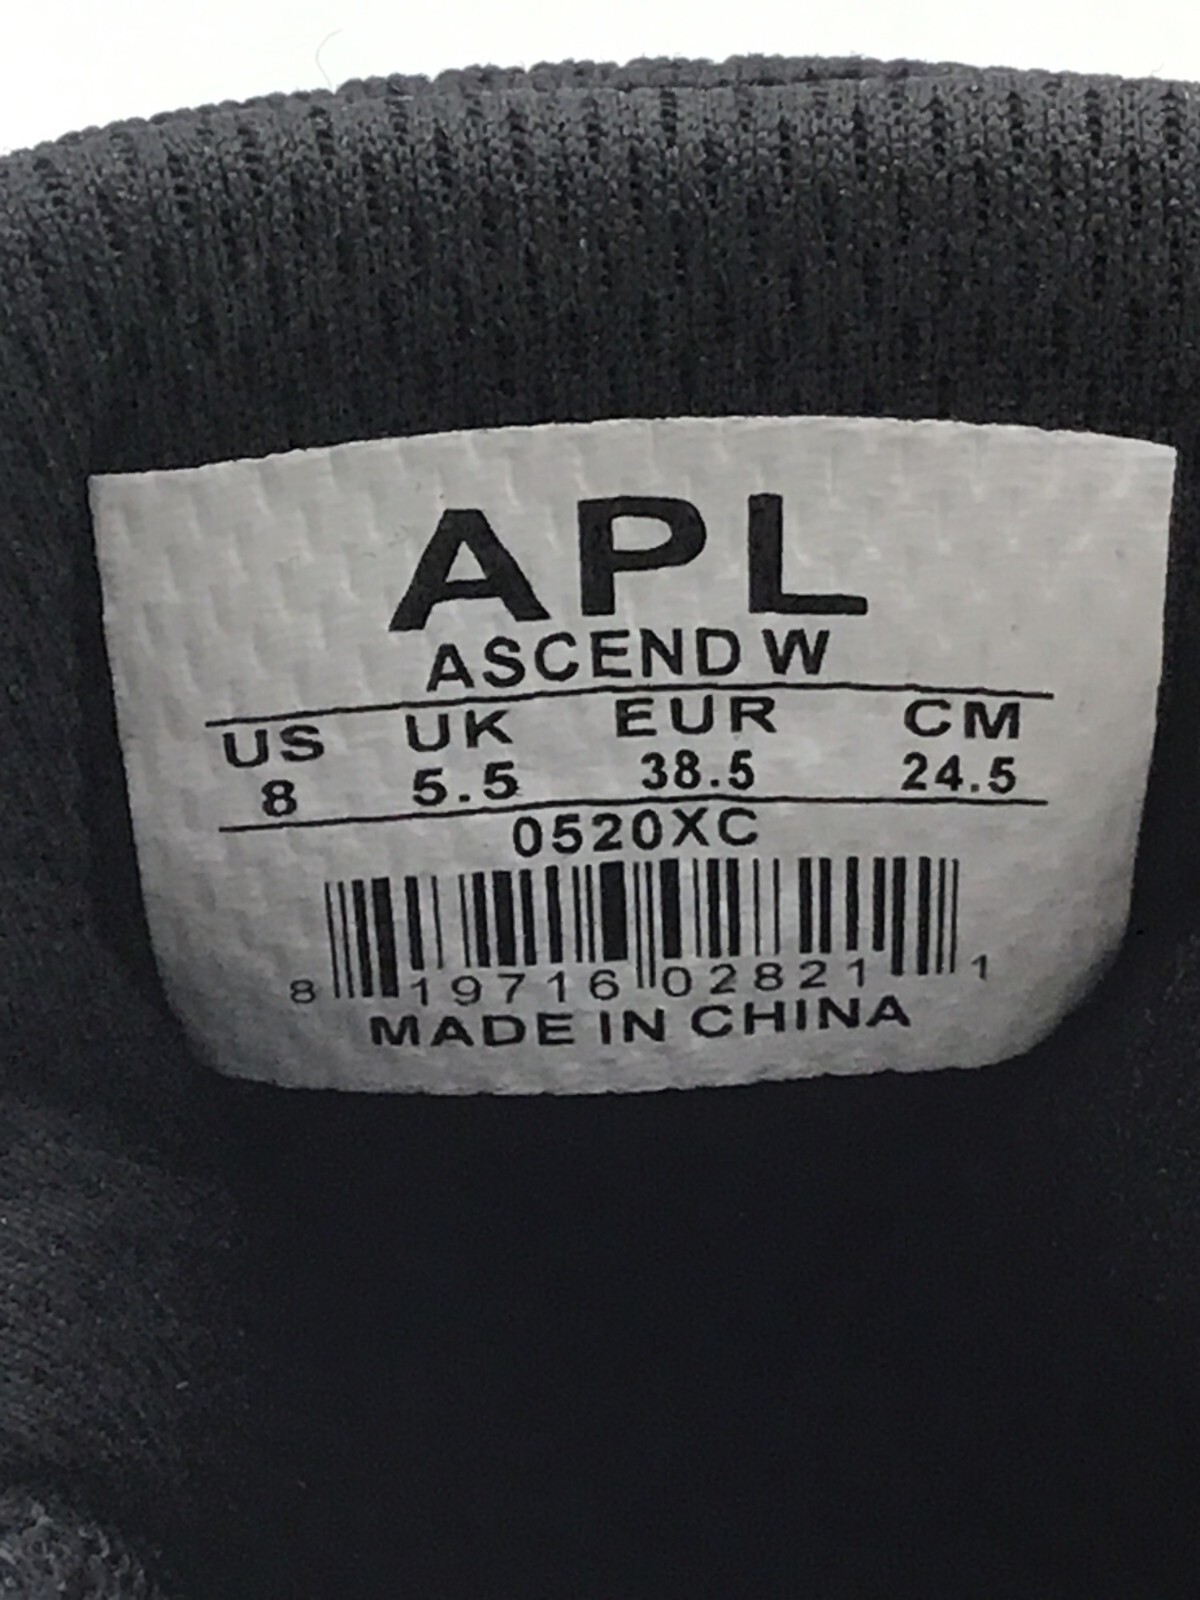 APL
ASCEND W
US UK EUR CM
8 5.5 38.5 24.5
0520XC
8 19716 02821 1
MADE IN CHINA